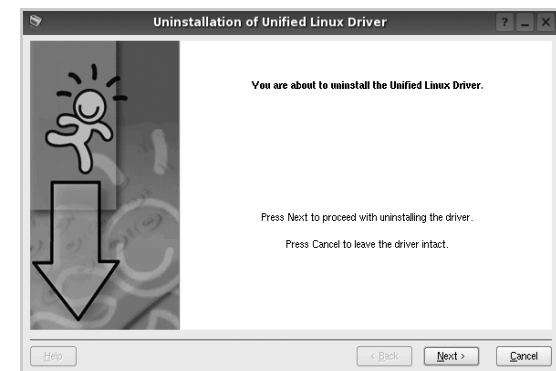 Uninstallation of Unified Linux Driver
You are about to uninstall the Unified Linux Driver.
Press Next to proceed with uninstalling the driver.
Press Cancel to leave the driver intact.
Help
< Back
Next >
Cancel